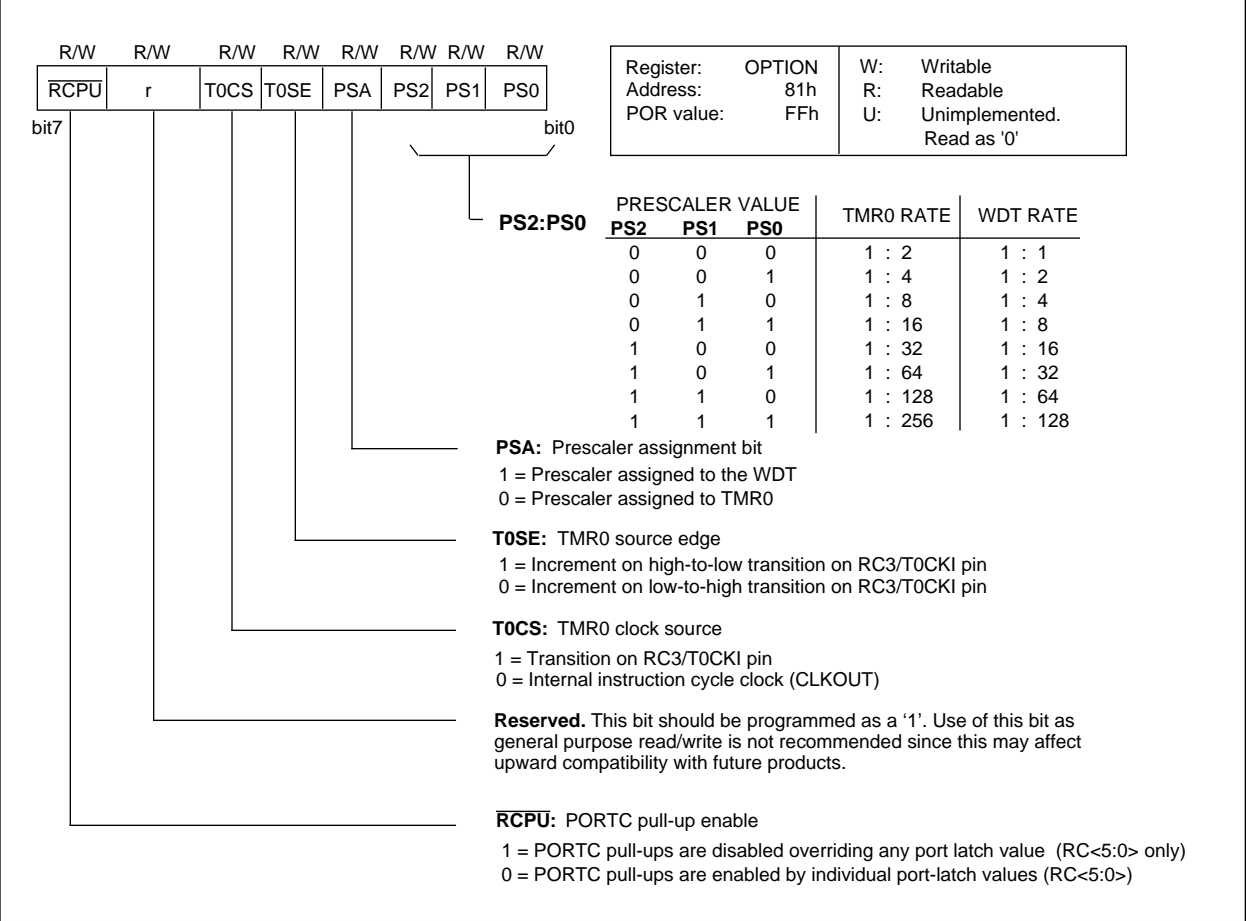 R/W R/W R/W R/W R/W R/W R/W R/W
RCPU r T0CS T0SE PSA PS2 PS1 PS0
bit7 bit0
Register: OPTION W: Writable
Address: 81h R: Readable
POR value: FFh U: Unimplemented.
Read as '0'
PS2:PS0
PRESCALER VALUE TMR0 RATE WDT RATE
PS2 PS1 PS0
0 0 0 1 : 2 1 : 1
0 0 1 1 : 4 1 : 2
0 1 0 1 : 8 1 : 4
0 1 1 1 : 16 1 : 8
1 0 0 1 : 32 1 : 16
1 0 1 1 : 64 1 : 32
1 1 0 1 : 128 1 : 64
1 1 1 1 : 256 1 : 128
PSA: Prescaler assignment bit
1 = Prescaler assigned to the WDT
0 = Prescaler assigned to TMR0
T0SE: TMR0 source edge
1 = Increment on high-to-low transition on RC3/T0CKI pin
0 = Increment on low-to-high transition on RC3/T0CKI pin
T0CS: TMR0 clock source
1 = Transition on RC3/T0CKI pin
0 = Internal instruction cycle clock (CLKOUT)
Reserved. This bit should be programmed as a ‘1’. Use of this bit as
general purpose read/write is not recommended since this may affect
upward compatibility with future products.
RCPU: PORTC pull-up enable
1 = PORTC pull-ups are disabled overriding any port latch value (RC<5:0> only)
0 = PORTC pull-ups are enabled by individual port-latch values (RC<5:0>)